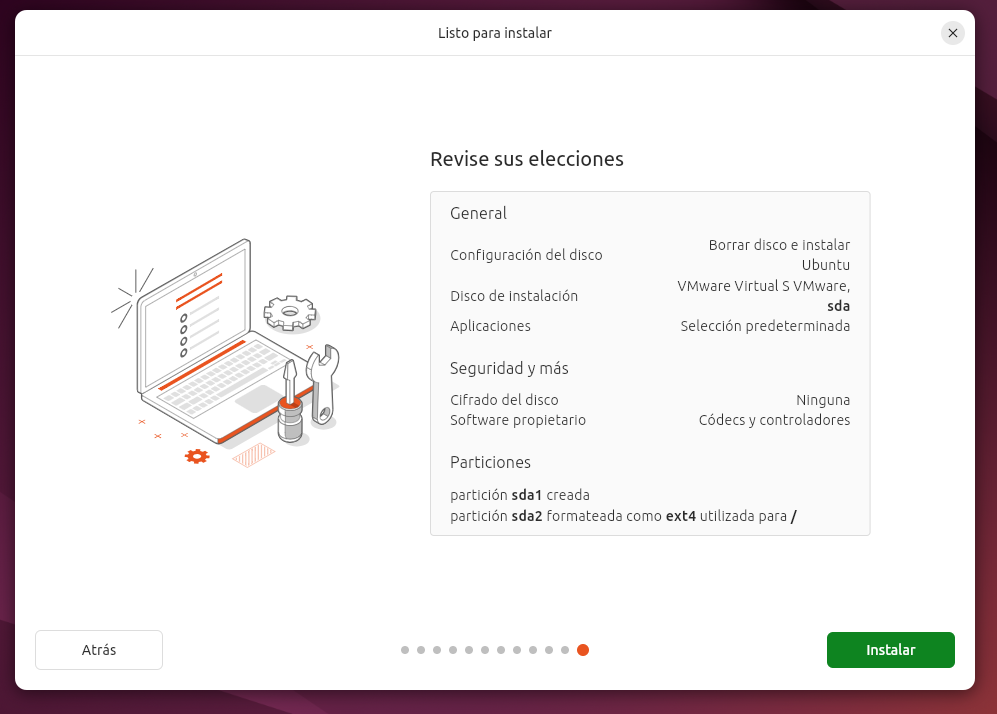 Listo para instalar
Revise sus elecciones
General
Configuración del disco
Borrar disco e instalar
Ubuntu
Disco de instalación
VMware Virtual S VMware,
sda
Aplicaciones
Selección predeterminada
Seguridad y más
Cifrado del disco
Ninguna
Software propietario
Códecs y controladores
Particiones
partición sda1 creada
partición sda2 formateada como ext4 utilizada para /
Atrás
Instalar